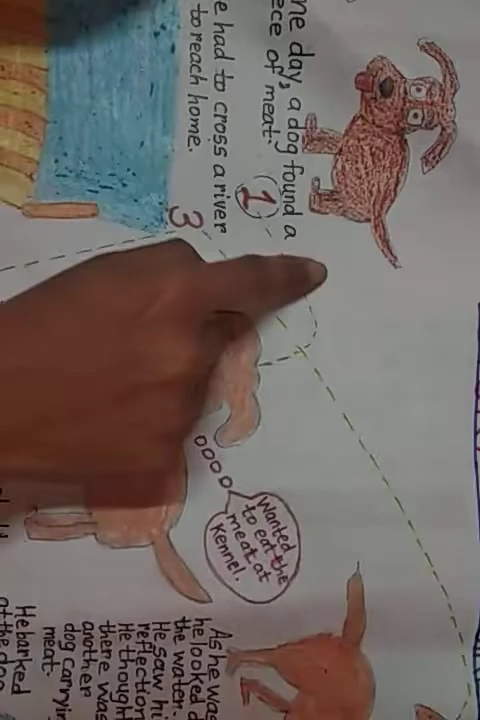 ne day, a dog found a
ece of meat.
1
e had to cross a river
to reach home.
3
Wanted
to eat the
meat at
Kennel.
As he was
he looked
the water.
He saw hi
reflection
He thought
there was
another
dog carryin
meat.
He barked
at the dog